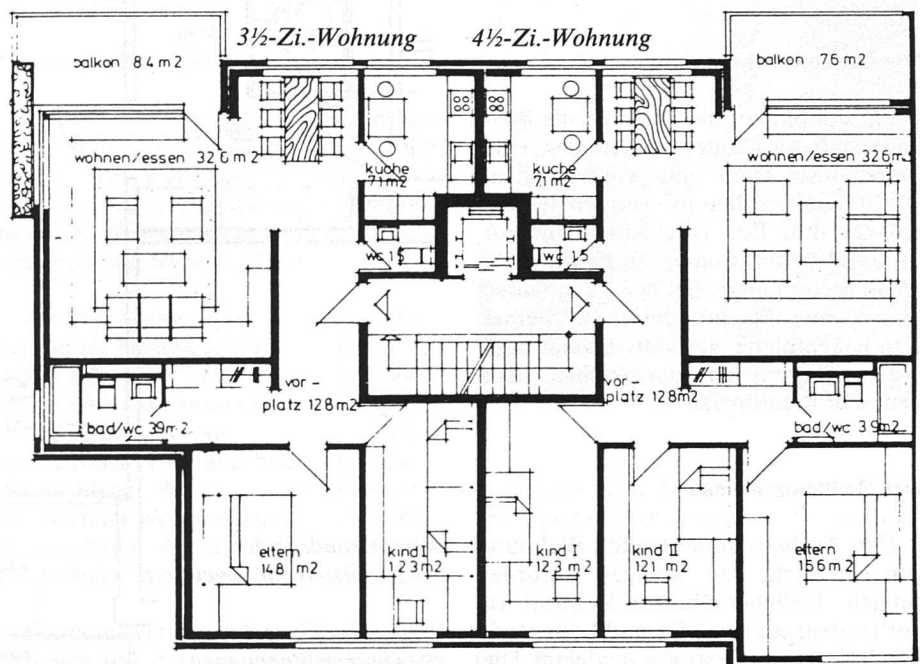 3½-Zi.-Wohnung
4½-Zi.-Wohnung
balkon 8.4 m2
balkon 7.6 m2
wohnen/essen 32.6 m2
küche
7.1 m2
küche
7.1 m2
wohnen/essen 32.6 m2
wc 1.5
wc 1.5
vor-
platz 12.8 m2
vor-
platz 12.8 m2
bad/wc 3.9 m2
bad/wc 3.9 m2
eltern
14.8 m2
kind I
12.3 m2
kind I
12.3 m2
kind II
12.1 m2
eltern
15.6 m2